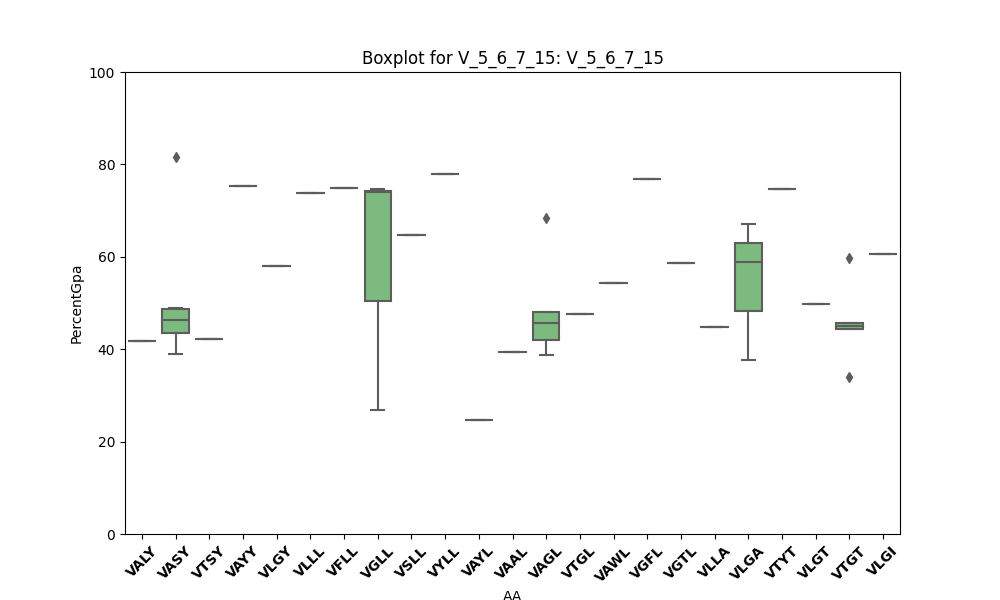 Boxplot for V_5_6_7_15: V_5_6_7_15
100
80
60
40
20
0
PercentGpa
VALY VASY VTSY VAYY VLGY VLLL VFLL VGLL VSLL VYLL VAYL VAAL VAGL VTGL VAWL VGFL VGTL VLLA VLGA VTYT VLGT VTGT VLGI
AA